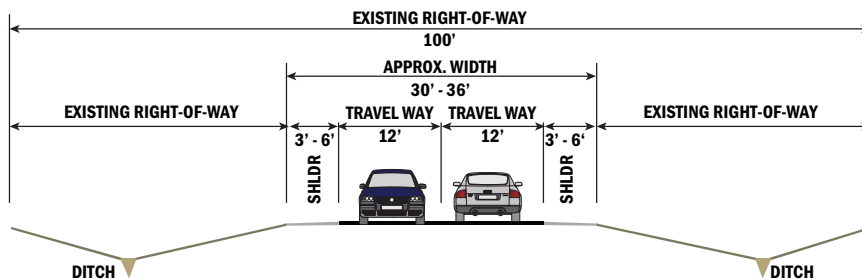 EXISTING RIGHT-OF-WAY
100’
APPROX. WIDTH
30’ - 36’
EXISTING RIGHT-OF-WAY
TRAVEL WAY
TRAVEL WAY
EXISTING RIGHT-OF-WAY
3’ - 6’
12’
12’
3’ - 6‘
SHLDR
SHLDR
DITCH
DITCH